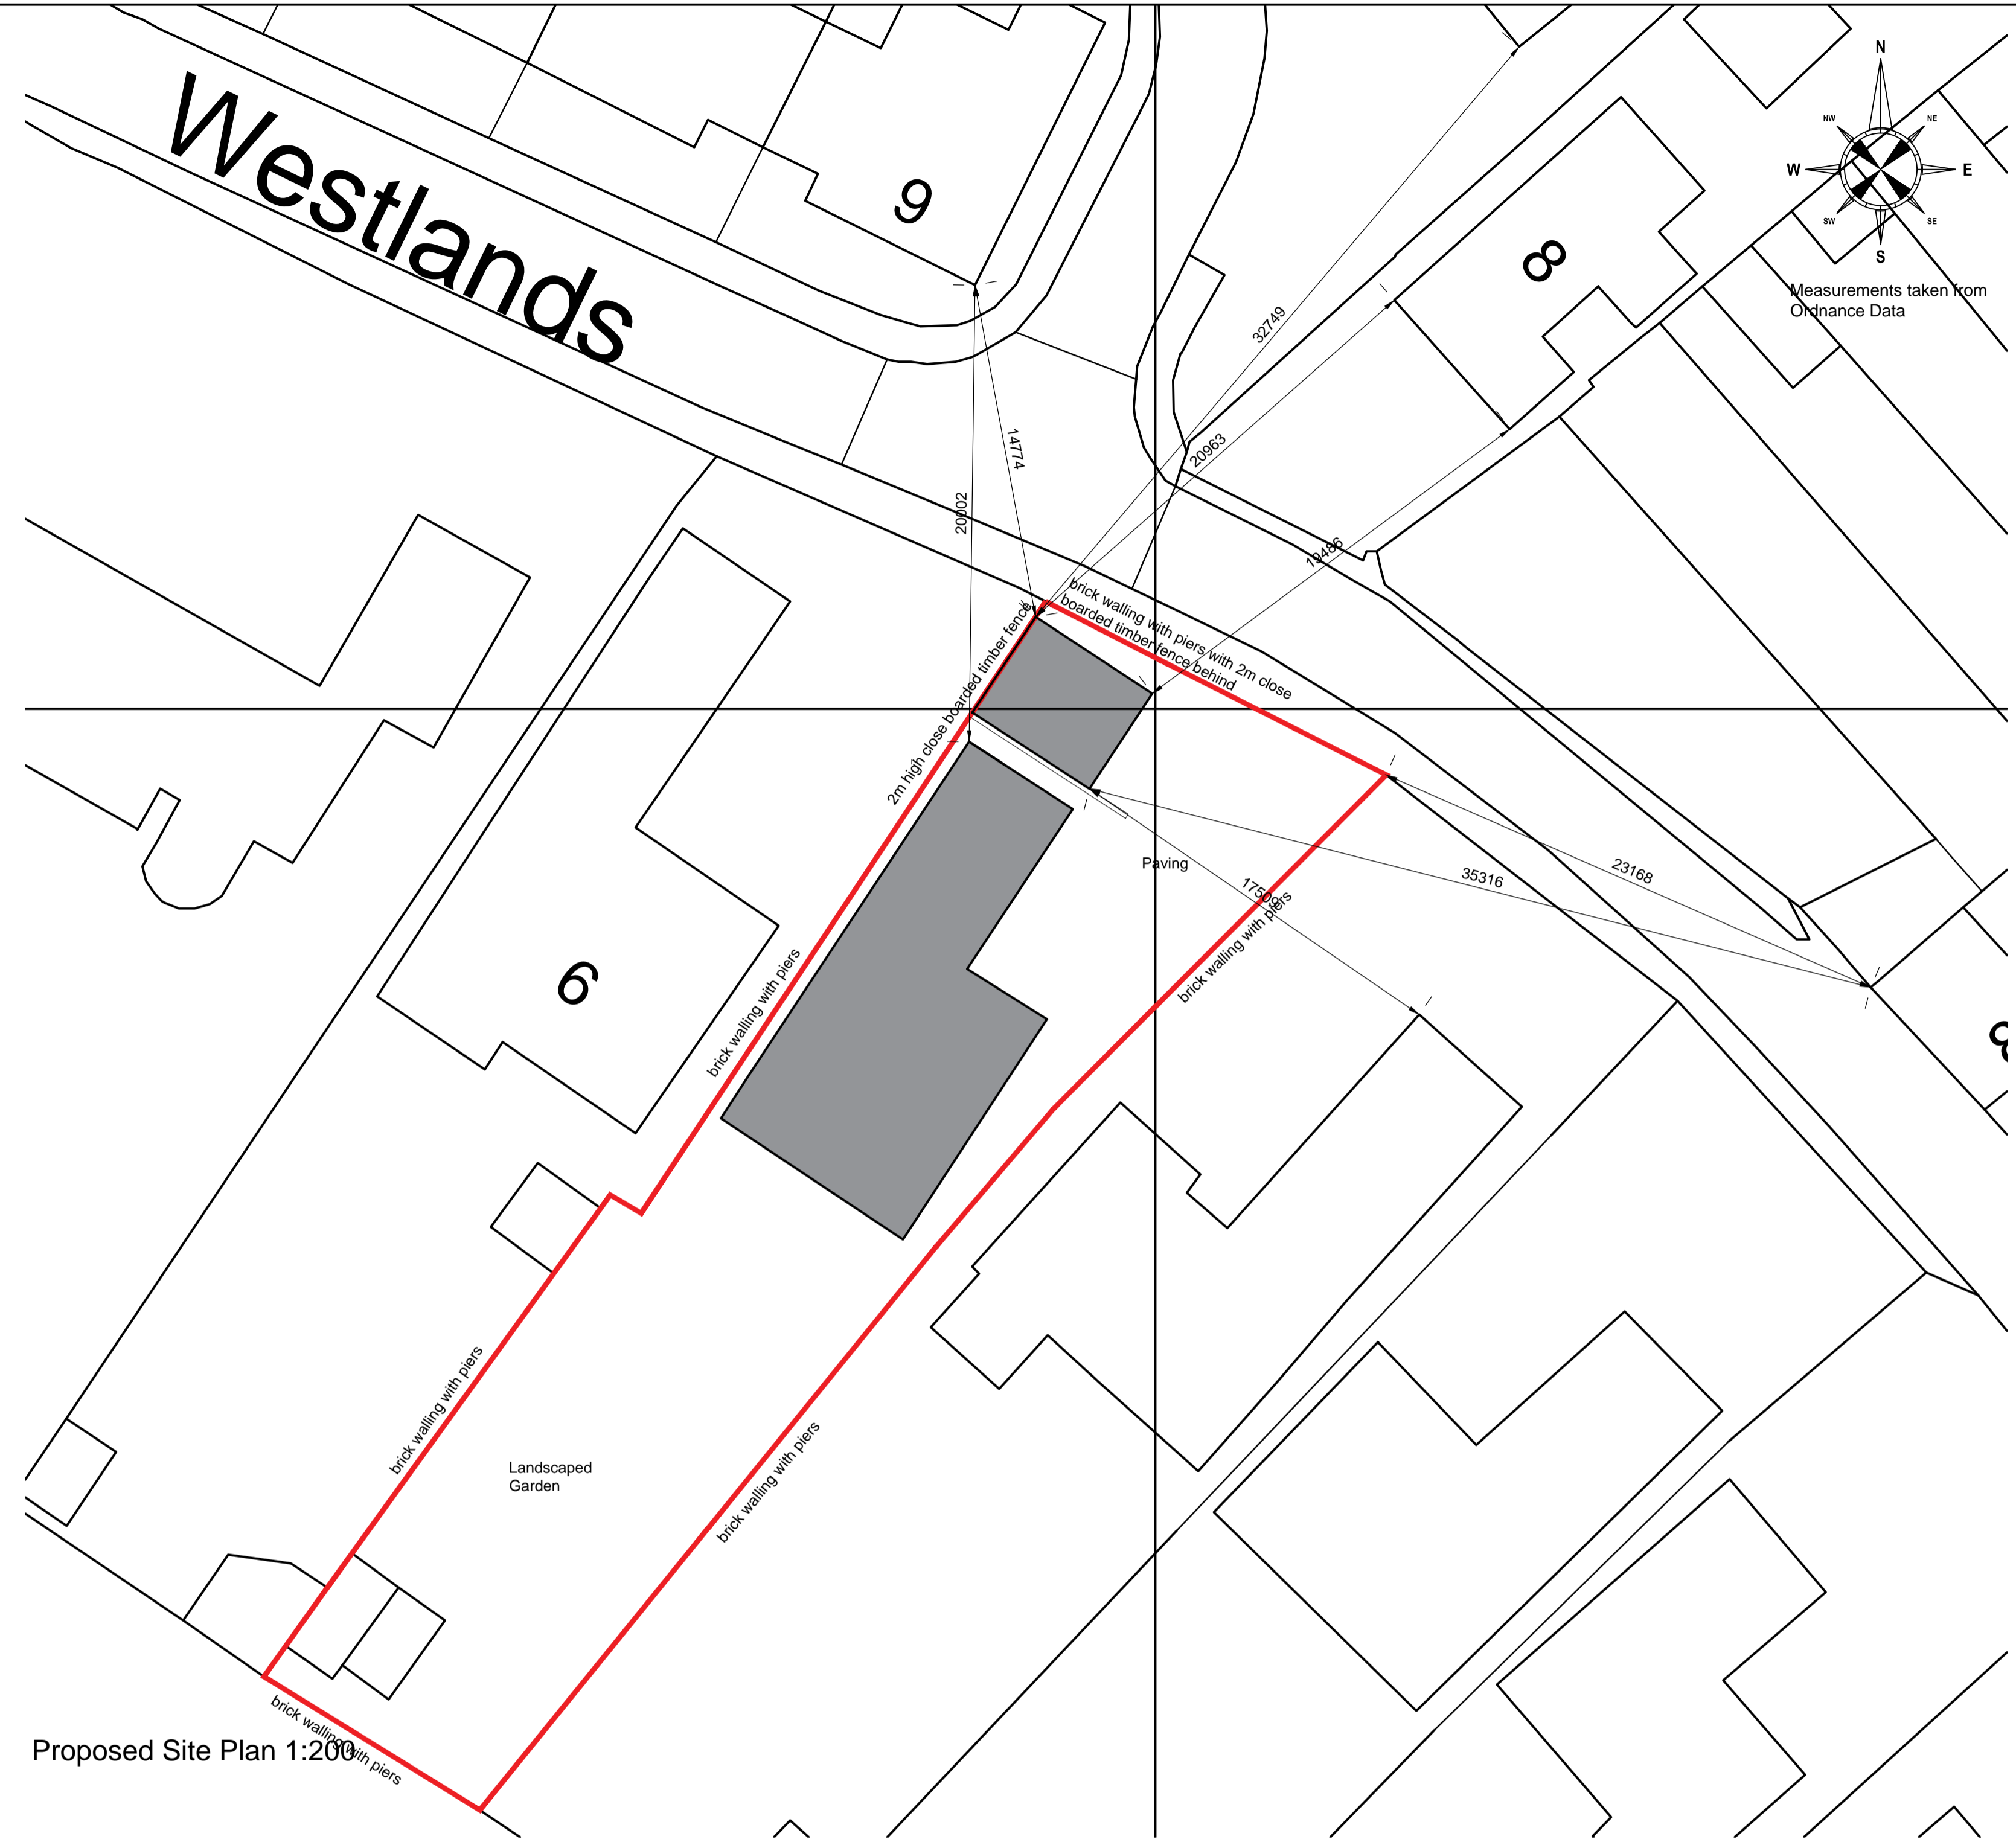 Westlands
9
8
N
NW
NE
W
E
SW
SE
S
Measurements taken from
Ordnance Data
32749
20963
14774
20002
19486
brick walling with piers with 2m close
boarded timber fence behind
2m high close boarded timber fence
Paving
35316
23168
brick walling with piers
6
brick walling with piers
brick walling with piers
brick walling with piers
Landscaped
Garden
brick walling with piers
Proposed Site Plan 1:200